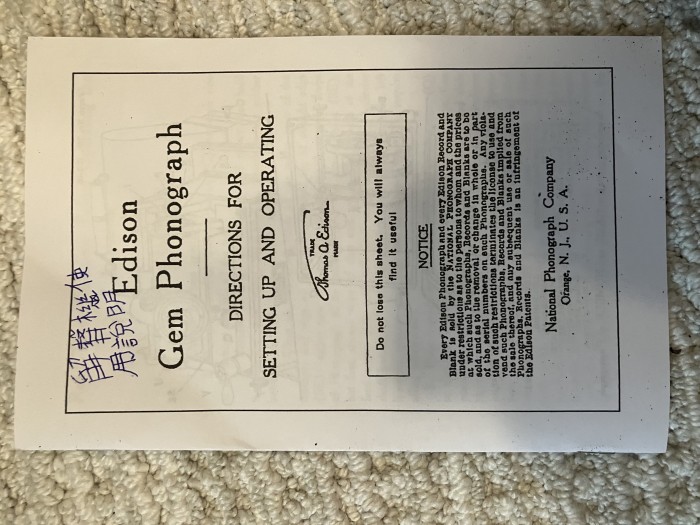 留聲機使
用說明
Edison
Gem Phonograph
DIRECTIONS FOR
SETTING UP AND OPERATING
TRADE
Thomas A. Edison
MARK
Do not lose this sheet. You will always
find it useful
NOTICE
Every Edison Phonograph and every Edison Record and
Blank is sold by the NATIONAL PHONOGRAPH COMPANY
under restrictions as to the persons to whom and the prices
at which such Phonographs, Records and Blanks are to be
sold, and as to the removal or change in whole or in part
of the serial numbers on such Phonographs. Any viola-
tion of such restrictions terminates the license to use and
vend such Phonographs, Records and Blanks implied from
the sale thereof, and any subsequent use or sale of such
Phonographs, Records and Blanks is an infringement of
the Edison Patents.
National Phonograph Company
Orange, N. J., U. S. A.